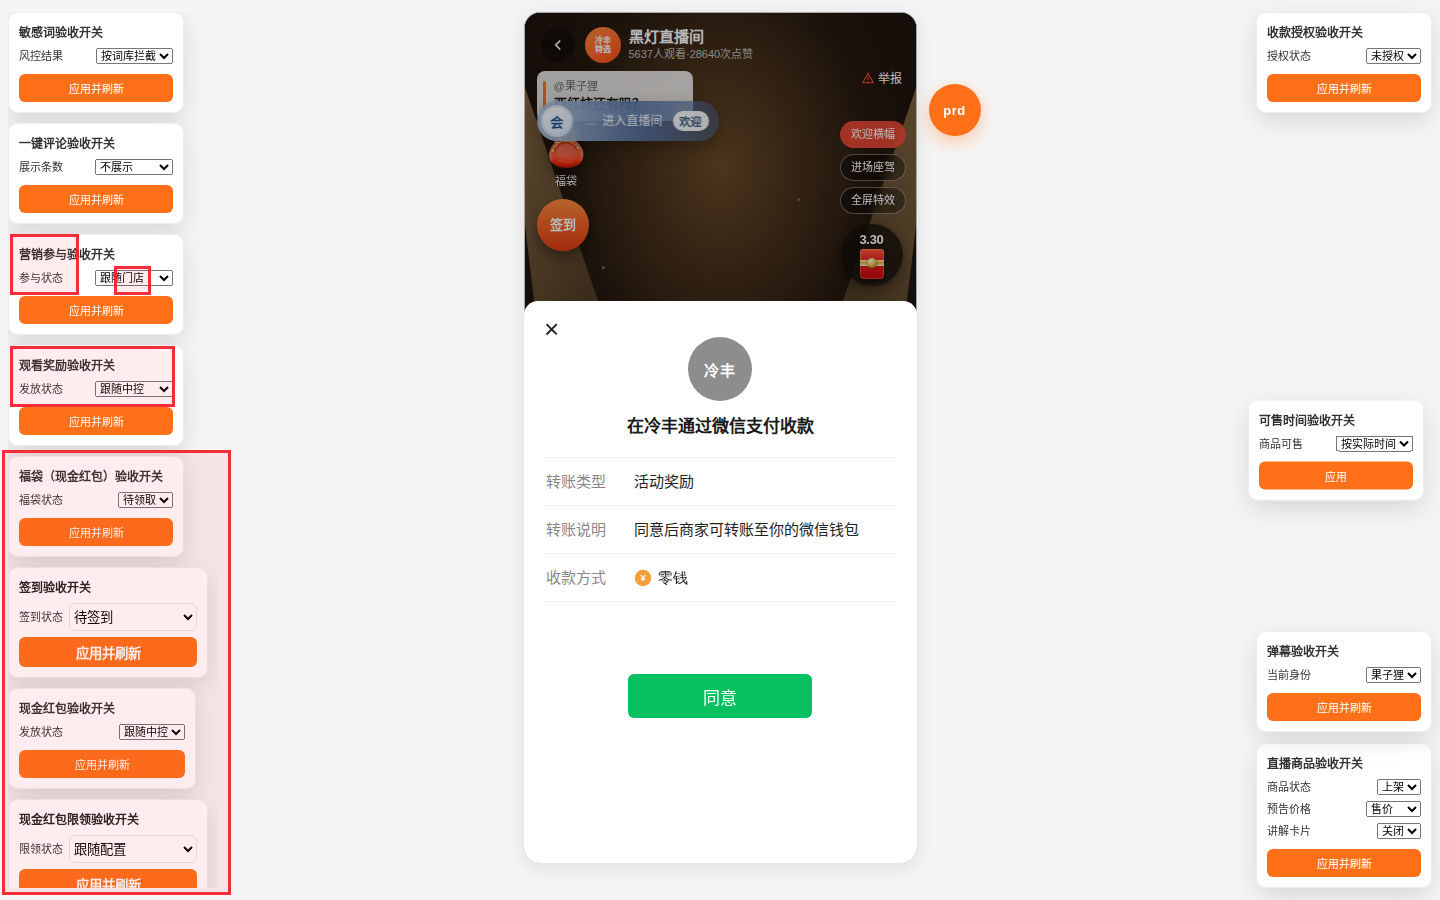 敏感词验收开关
风控结果 按词库拦截
应用并刷新
一键评论验收开关
展示条数 不展示
应用并刷新
营销参与验收开关
参与状态 跟随门店
应用并刷新
观看奖励验收开关
发放状态 跟随中控
应用并刷新
福袋（现金红包）验收开关
福袋状态 待领取
应用并刷新
签到验收开关
签到状态 待签到
应用并刷新
现金红包验收开关
发放状态 跟随中控
应用并刷新
现金红包限领验收开关
限领状态 跟随配置
应用并刷新
冷丰
特选
黑灯直播间
5637人观看·28640次点赞
举报
@果子狸
会 进入直播间 欢迎
福袋
签到
欢迎横幅
进场座驾
全屏特效
3.30
冷丰
在冷丰通过微信支付收款
转账类型 活动奖励
转账说明 同意后商家可转账至你的微信钱包
收款方式 ¥ 零钱
同意
prd
收款授权验收开关
授权状态 未授权
应用并刷新
可售时间验收开关
商品可售 按实际时间
应用
弹幕验收开关
当前身份 果子狸
应用并刷新
直播商品验收开关
商品状态 上架
预告价格 售价
讲解卡片 关闭
应用并刷新